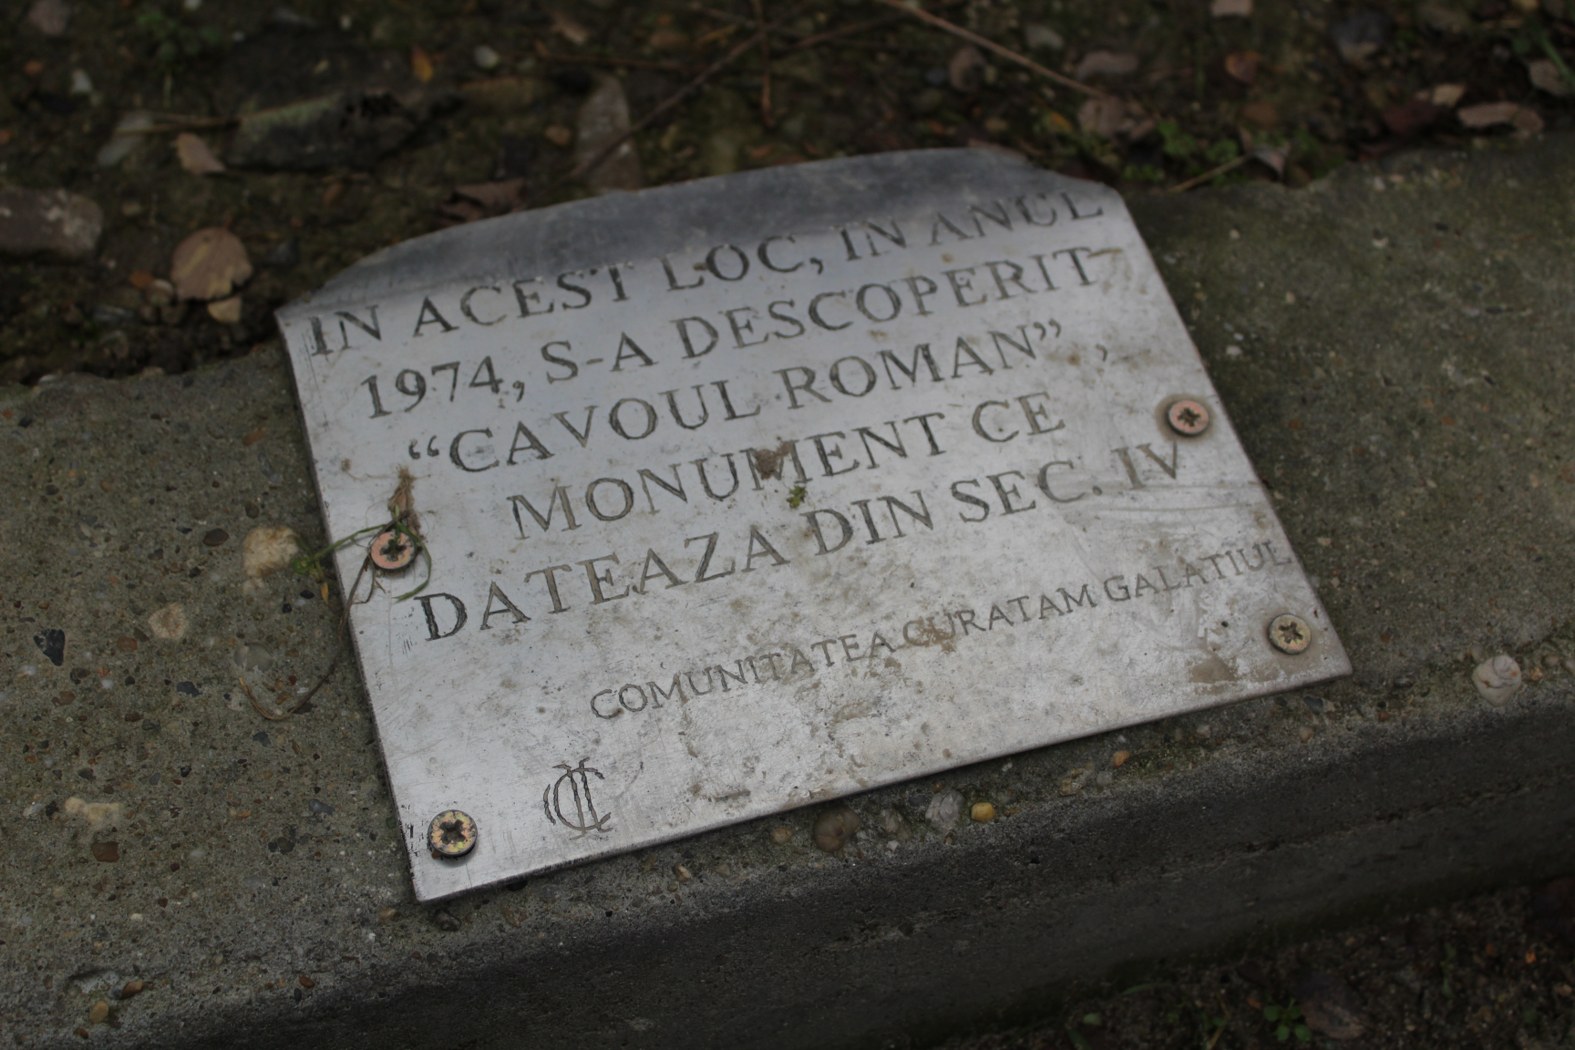 IN ACEST LOC, IN ANUL
1974, S-A DESCOPERIT
“CAVOUL ROMAN” ,
MONUMENT CE
DATEAZA DIN SEC. IV
COMUNITATEA CURATAM GALATIUL